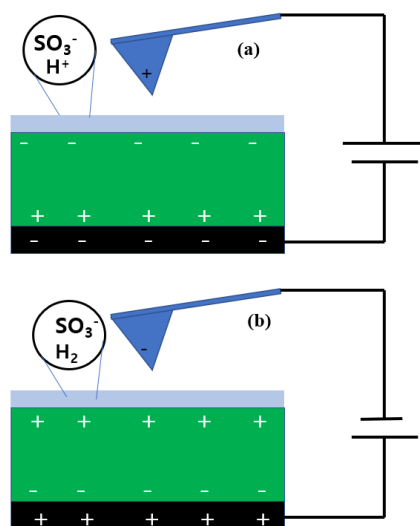 SO₃⁻
H⁺
(a)
+
- - - - -
+ + + + +
- - - - -
SO₃⁻
H₂
(b)
-
+ + + + +
- - - - -
+ + + + +